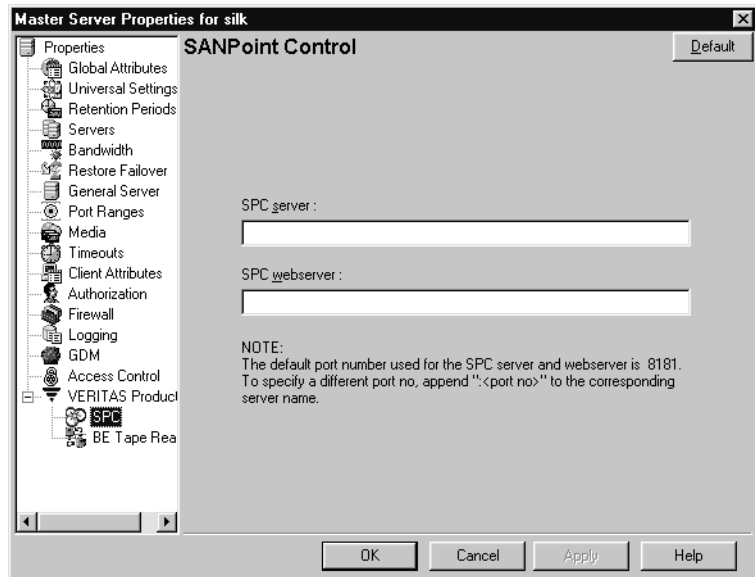 Master Server Properties for silk
Properties
Global Attributes
Universal Settings
Retention Periods
Servers
Bandwidth
Restore Failover
General Server
Port Ranges
Media
Timeouts
Client Attributes
Authorization
Firewall
Logging
GDM
Access Control
VERITAS Product
SPC
BE Tape Rea
SANPoint Control
Default
SPC server :
SPC webserver :
NOTE:
The default port number used for the SPC server and webserver is 8181.
To specify a different port no, append ":<port no>" to the corresponding
server name.
OK
Cancel
Apply
Help